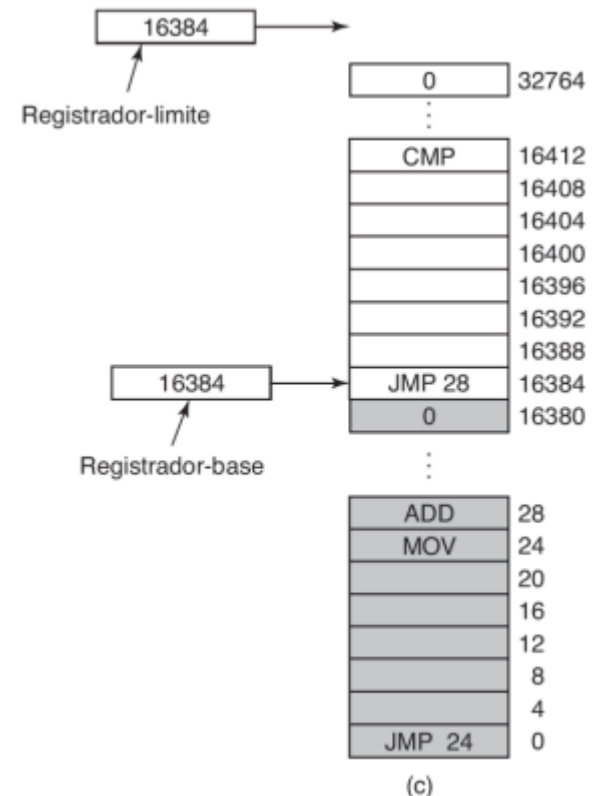 16384
Registrador-limite
0 32764
CMP 16412
16408
16404
16400
16396
16392
16388
16384 JMP 28 16384
0 16380
Registrador-base
ADD 28
MOV 24
20
16
12
8
4
JMP 24 0
(c)